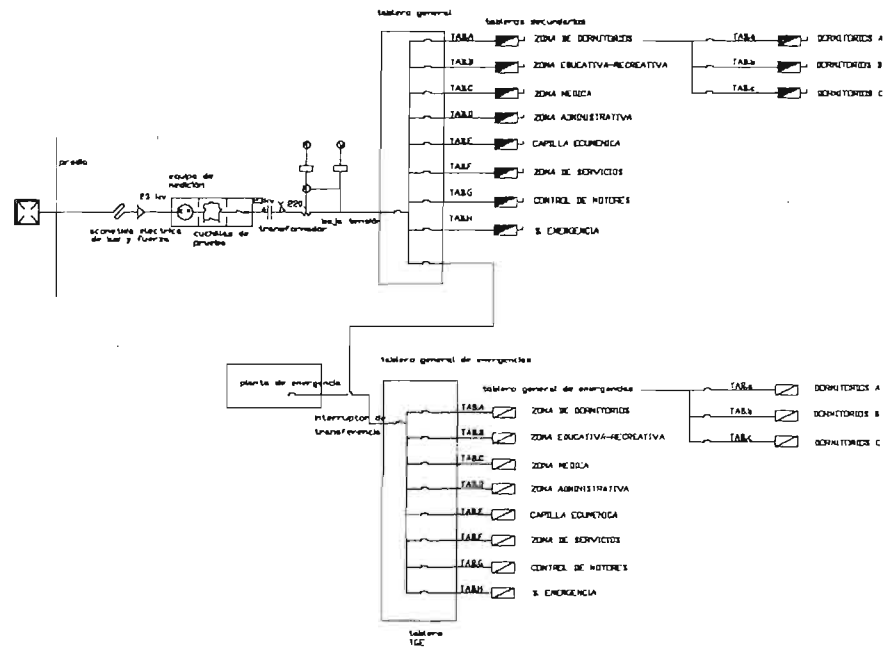 tablero general
tableros secundarios
TAB.A ZONA DE DORMITORIOS
TAB.a DORMITORIOS A
TAB.B ZONA EDUCATIVA-RECREATIVA
TAB.b DORMITORIOS B
TAB.C ZONA MEDICA
TAB.c DORMITORIOS C
TAB.D ZONA ADMINISTRATIVA
TAB.E CAPILLA ECUMENICA
TAB.F ZONA DE SERVICIOS
TAB.G CONTROL DE MOTORES
TAB.H % EMERGENCIA
predio
23 kv
equipo de
medición
acometida electrica
de luz y fuerza
cuchillas de
prueba
23kv
220
transformador
baja tensión
tablero general de emergencias
planta de emergencia
interruptor de
transferencia
tablero general de emergencias
TAB.a DORMITORIOS A
TAB.b DORMITORIOS B
TAB.c DORMITORIOS C
TAB.A ZONA DE DORMITORIOS
TAB.B ZONA EDUCATIVA-RECREATIVA
TAB.C ZONA MEDICA
TAB.D ZONA ADMINISTRATIVA
TAB.E CAPILLA ECUMENICA
TAB.F ZONA DE SERVICIOS
TAB.G CONTROL DE MOTORES
TAB.H % EMERGENCIA
tablero
TGE